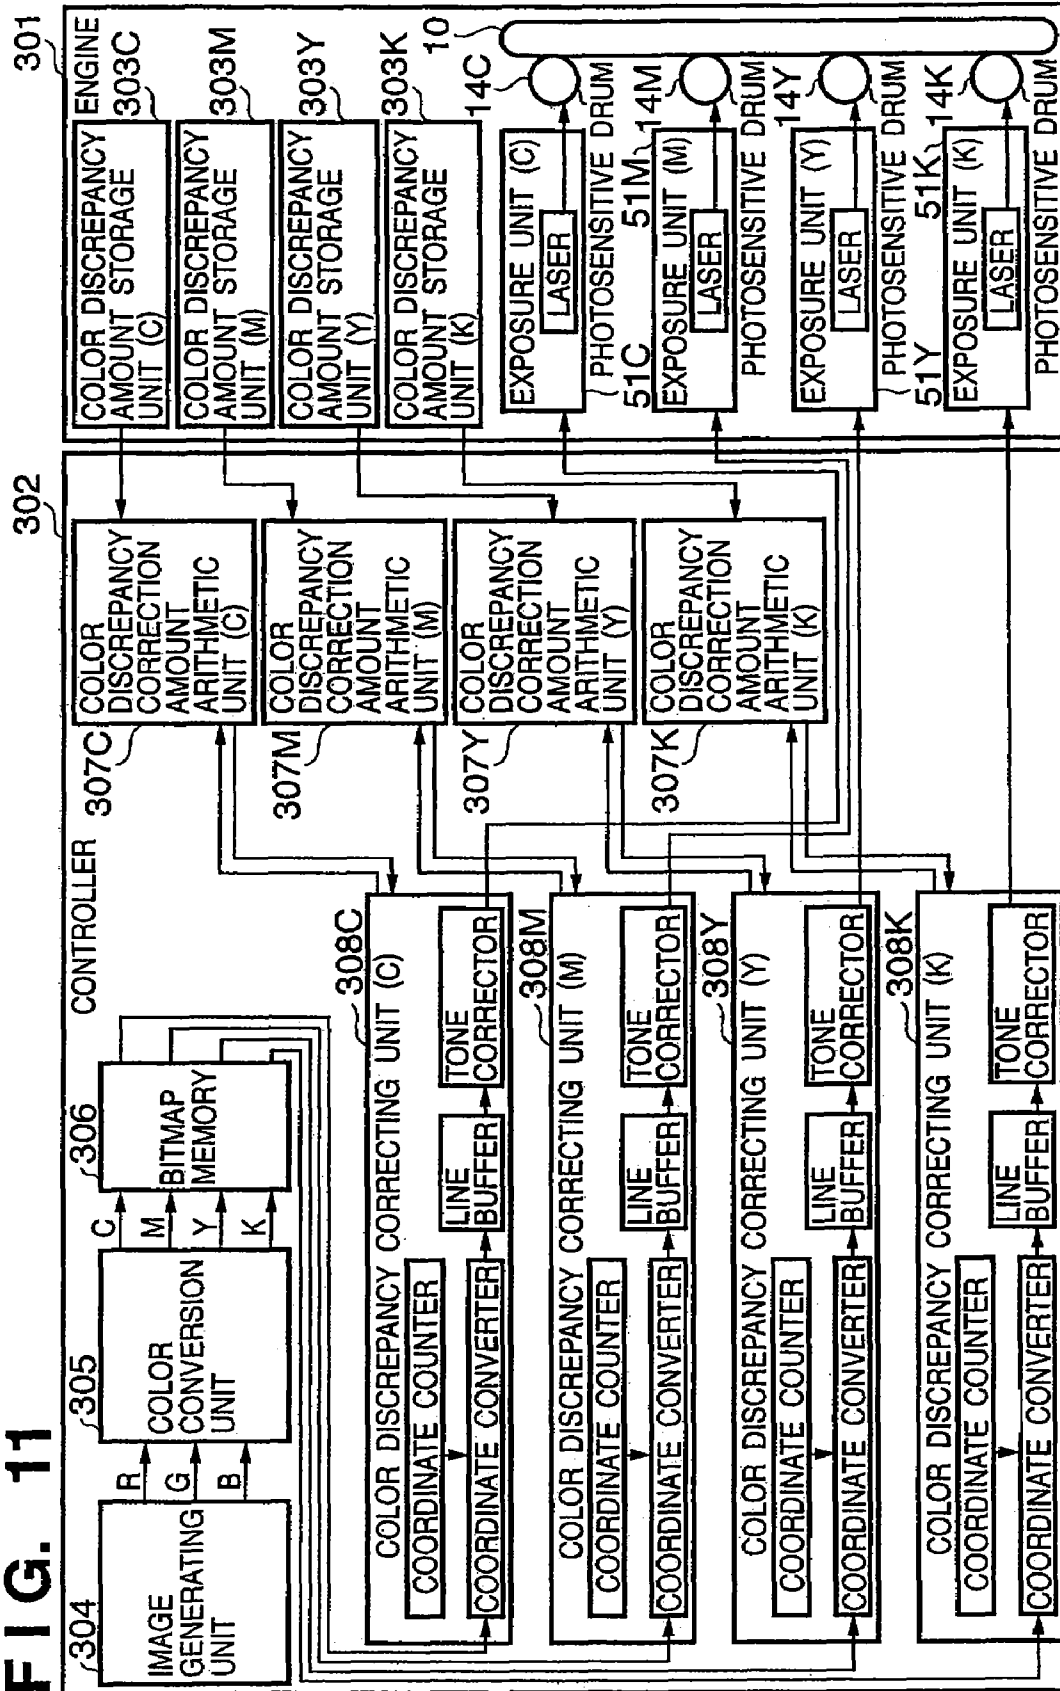 FIG. 11
301
ENGINE
303C
COLOR DISCREPANCY
AMOUNT STORAGE
UNIT (C)
303M
COLOR DISCREPANCY
AMOUNT STORAGE
UNIT (M)
303Y
COLOR DISCREPANCY
AMOUNT STORAGE
UNIT (Y)
303K
COLOR DISCREPANCY
AMOUNT STORAGE
UNIT (K)
10
14C
EXPOSURE UNIT (C)
LASER
PHOTOSENSITIVE DRUM
51C
51M
14M
EXPOSURE UNIT (M)
LASER
PHOTOSENSITIVE DRUM
14Y
EXPOSURE UNIT (Y)
LASER
PHOTOSENSITIVE DRUM
51Y
51K
14K
EXPOSURE UNIT (K)
LASER
PHOTOSENSITIVE DRUM
302
CONTROLLER
304
IMAGE
GENERATING
UNIT
R
G
B
305
COLOR
CONVERSION
UNIT
C
M
Y
K
306
BITMAP
MEMORY
307C
COLOR
DISCREPANCY
CORRECTION
AMOUNT
ARITHMETIC
UNIT (C)
307M
COLOR
DISCREPANCY
CORRECTION
AMOUNT
ARITHMETIC
UNIT (M)
307Y
COLOR
DISCREPANCY
CORRECTION
AMOUNT
ARITHMETIC
UNIT (Y)
307K
COLOR
DISCREPANCY
CORRECTION
AMOUNT
ARITHMETIC
UNIT (K)
308C
COLOR DISCREPANCY CORRECTING UNIT (C)
COORDINATE COUNTER
COORDINATE CONVERTER
LINE
BUFFER
TONE
CORRECTOR
308M
COLOR DISCREPANCY CORRECTING UNIT (M)
COORDINATE COUNTER
COORDINATE CONVERTER
LINE
BUFFER
TONE
CORRECTOR
308Y
COLOR DISCREPANCY CORRECTING UNIT (Y)
COORDINATE COUNTER
COORDINATE CONVERTER
LINE
BUFFER
TONE
CORRECTOR
308K
COLOR DISCREPANCY CORRECTING UNIT (K)
COORDINATE COUNTER
COORDINATE CONVERTER
LINE
BUFFER
TONE
CORRECTOR